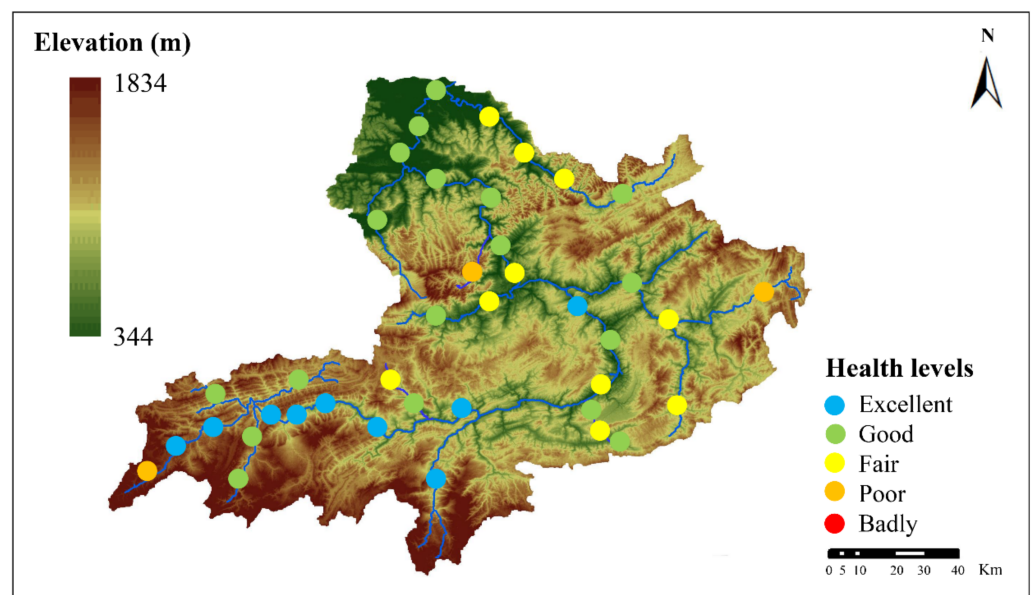 Elevation (m)
1834
344
N
Health levels
Excellent
Good
Fair
Poor
Badly
0 5 10 20 30 40 Km